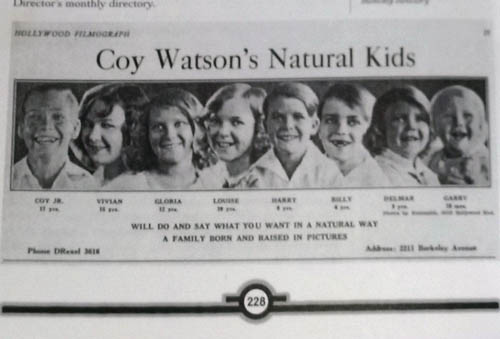 Director's monthly directory.
HOLLYWOOD FILMOGRAPH
Coy Watson's Natural Kids
COY JR. VIVIAN GLORIA LOUISE HARRY BILLY DELMAR GARRY
WILL DO AND SAY WHAT YOU WANT IN A NATURAL WAY
A FAMILY BORN AND RAISED IN PICTURES
Phone DRexel 3616 Address: 2211 Berkeley Avenue
228